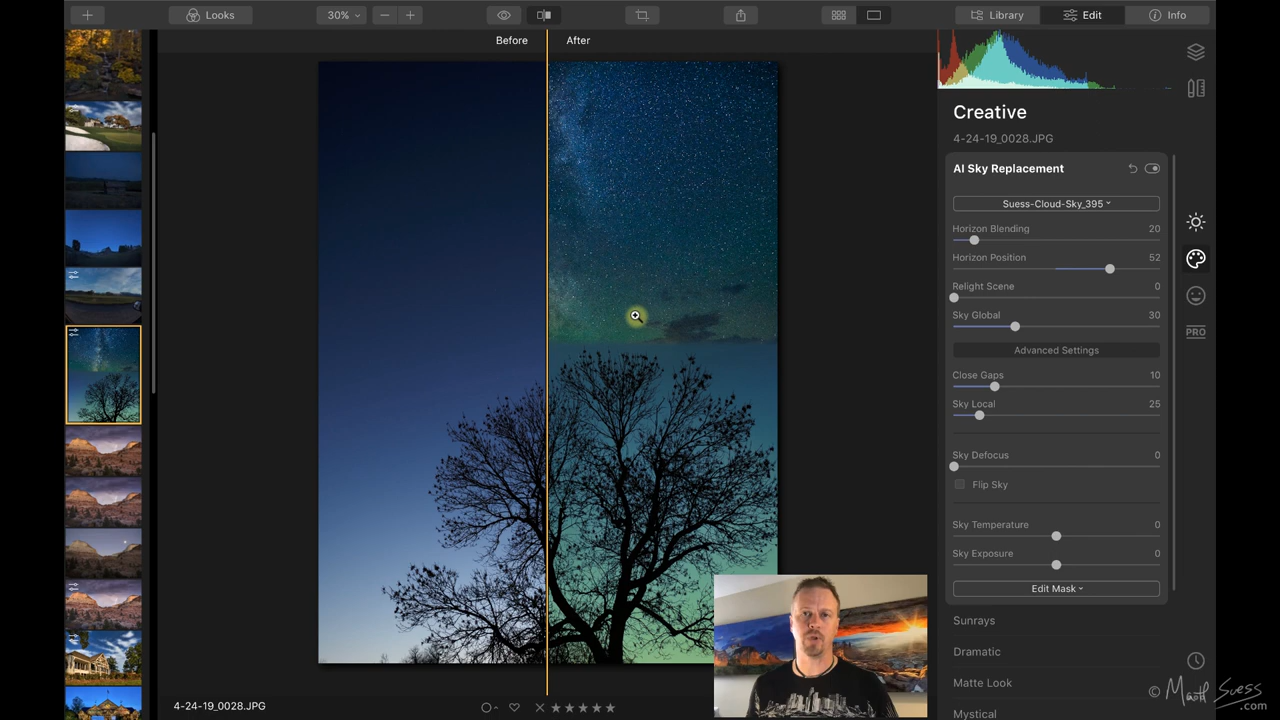 Looks
30%
Library
Edit
Info
Before
After
Creative
4-24-19_0028.JPG
AI Sky Replacement
Suess-Cloud-Sky_395
Horizon Blending 20
Horizon Position 52
Relight Scene 0
Sky Global 30
Advanced Settings
Close Gaps 10
Sky Local 25
Sky Defocus 0
Flip Sky
Sky Temperature 0
Sky Exposure 0
Edit Mask
Sunrays
Dramatic
Matte Look
Mystical
PRO
4-24-19_0028.JPG
© Matt Suess
.com